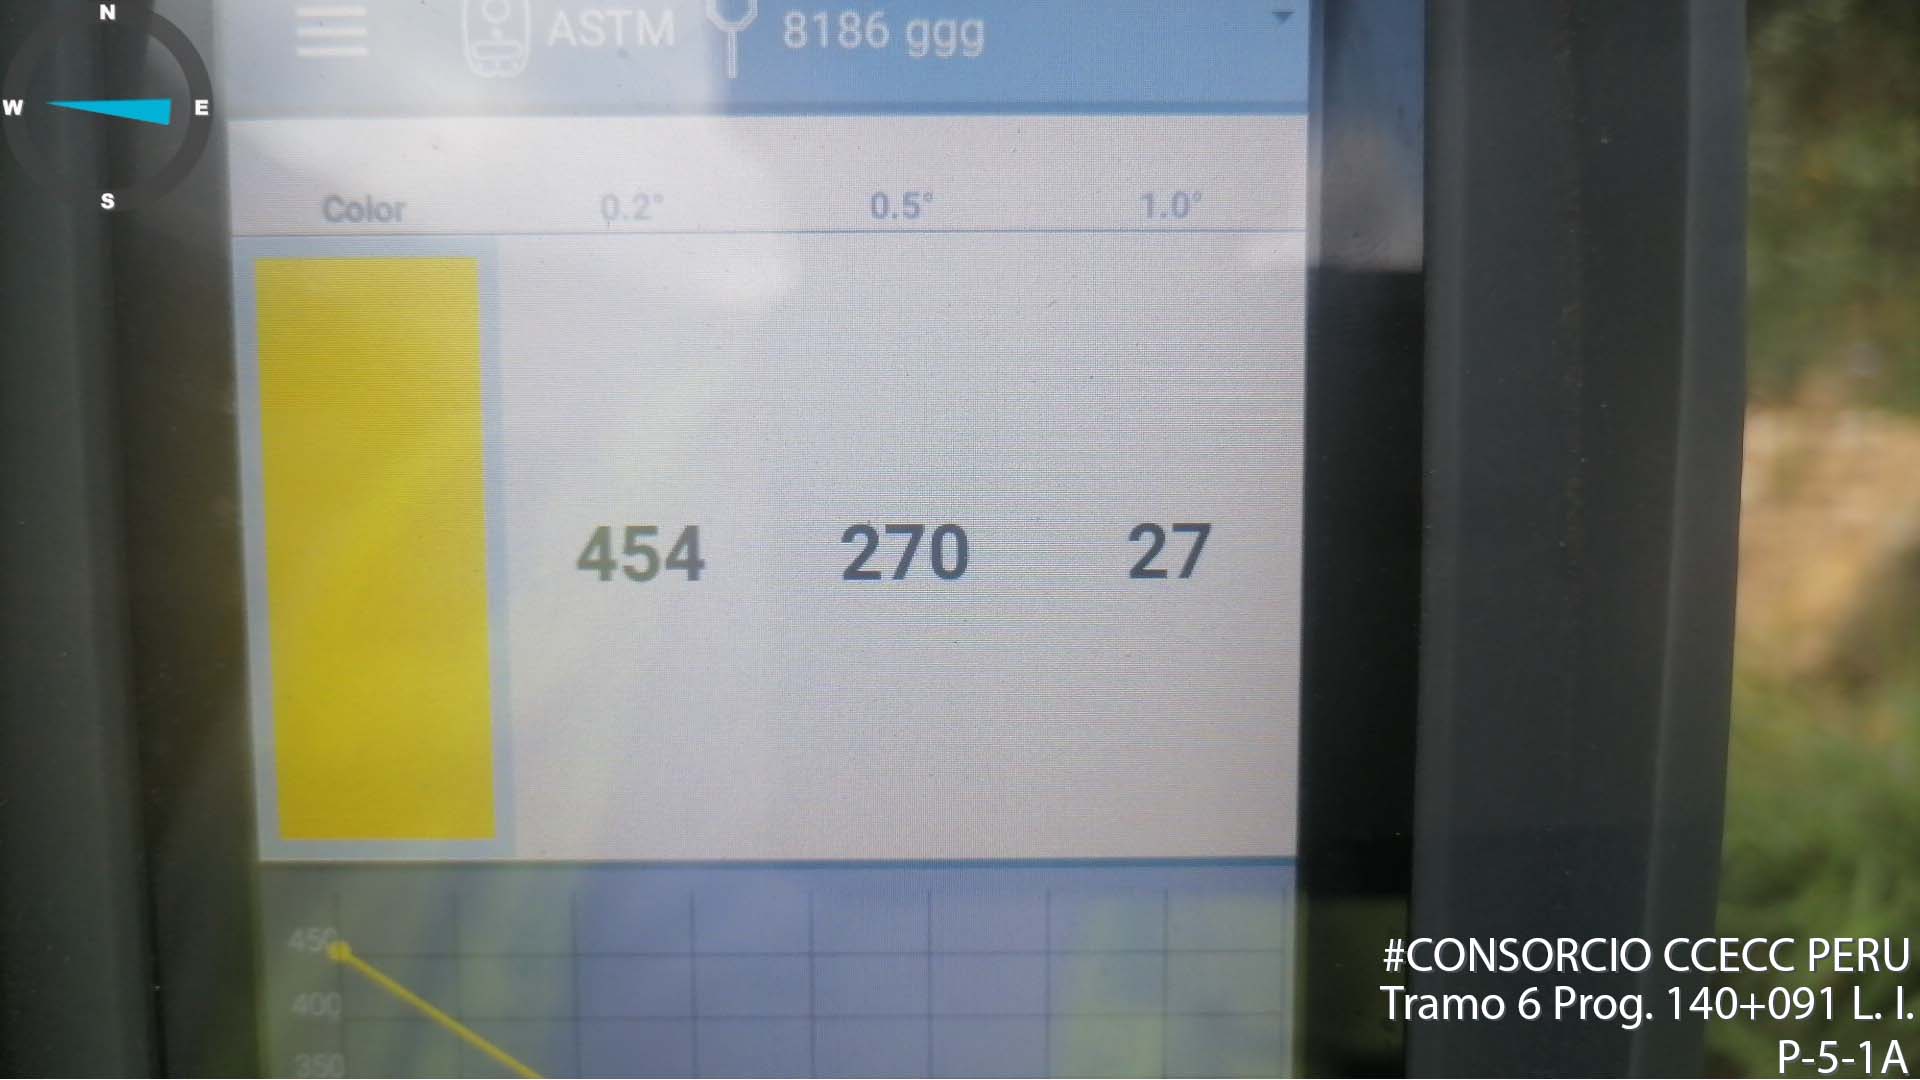 N
W E
S
ASTM 8186 ggg
Color 0.2° 0.5° 1.0°
454 270 27
450
400
350
#CONSORCIO CCECC PERU
Tramo 6 Prog. 140+091 L. I.
P-5-1A